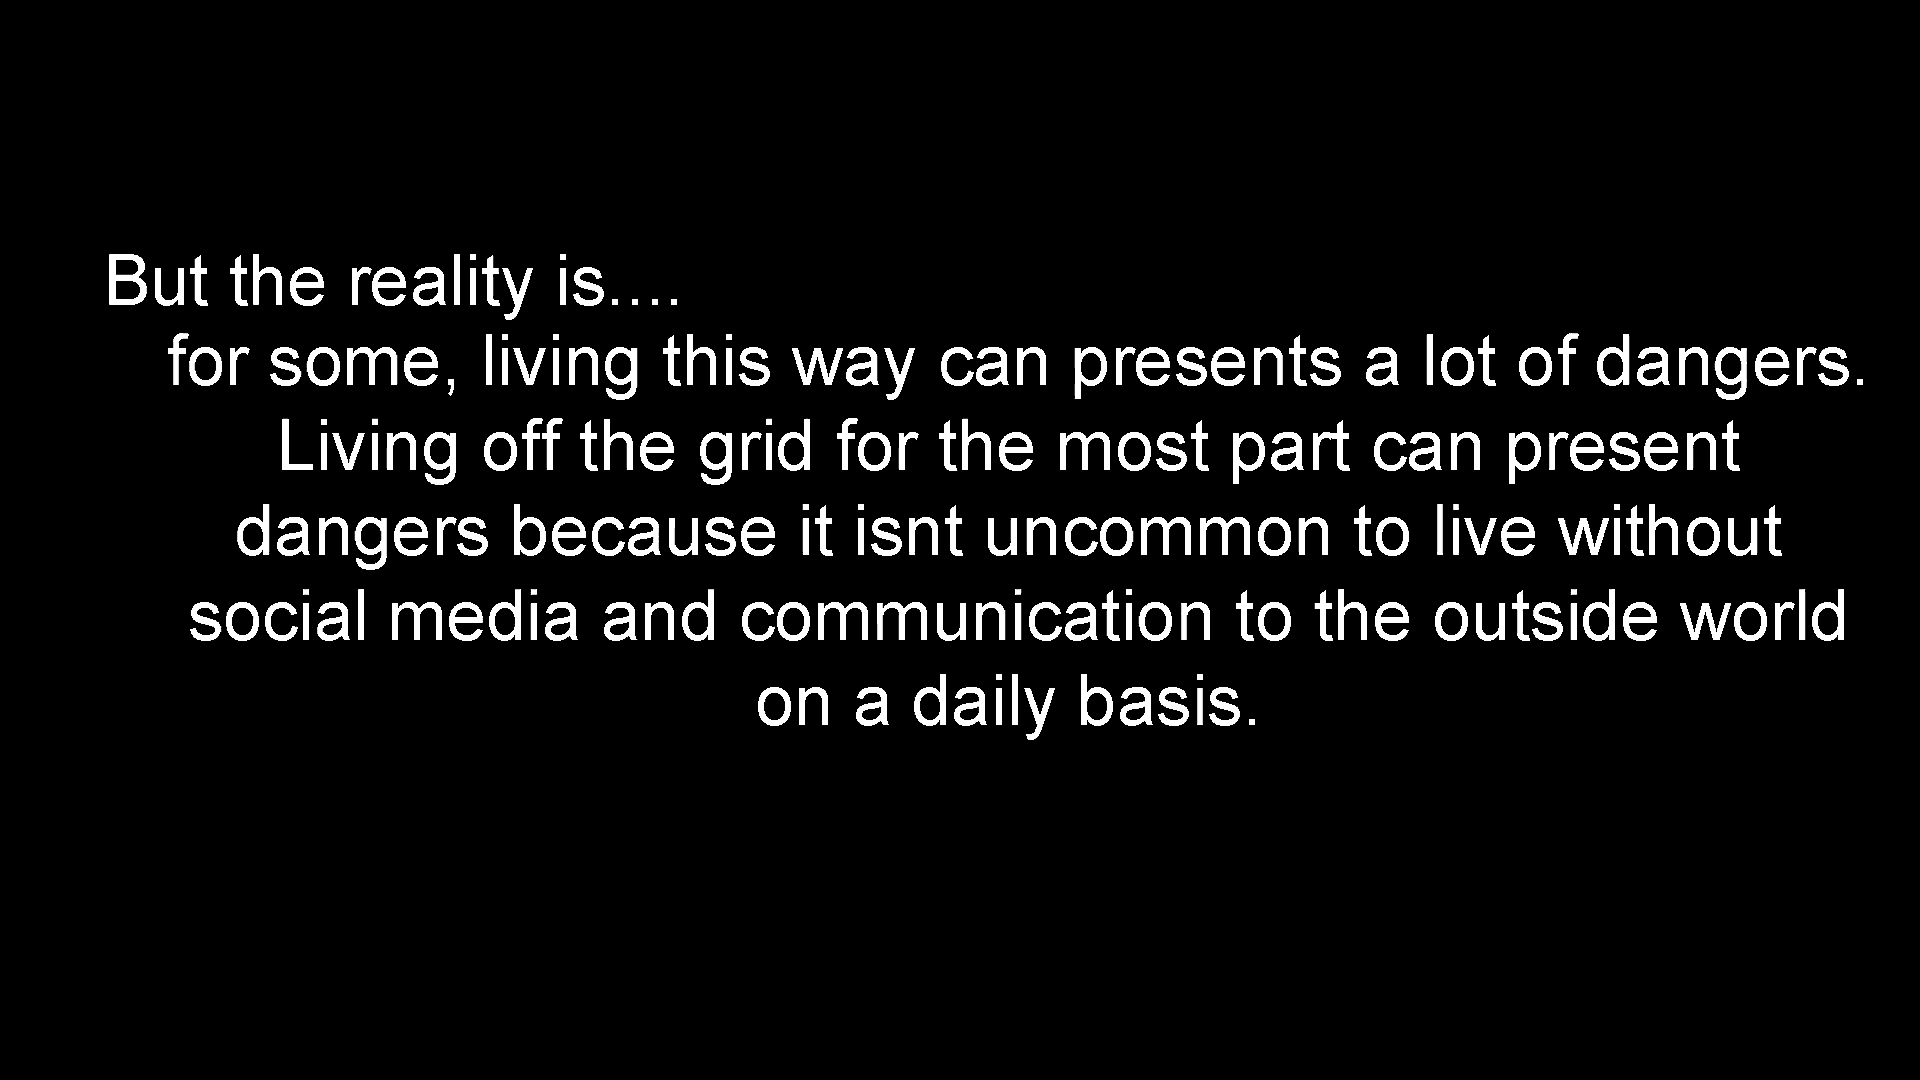 But the reality is....
for some, living this way can presents a lot of dangers.
Living off the grid for the most part can present
dangers because it isnt uncommon to live without
social media and communication to the outside world
on a daily basis.